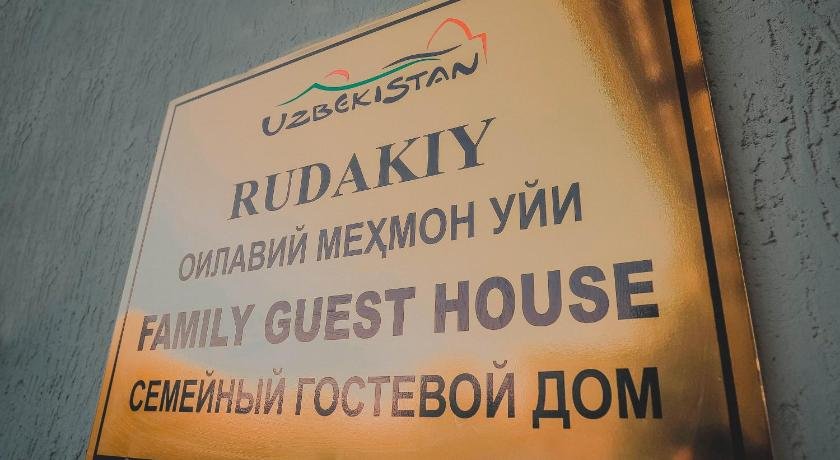 UZBEKISTAN
RUDAKIY
ОИЛАВИЙ МЕҲМОН УЙИ
FAMILY GUEST HOUSE
СЕМЕЙНЫЙ ГОСТЕВОЙ ДОМ